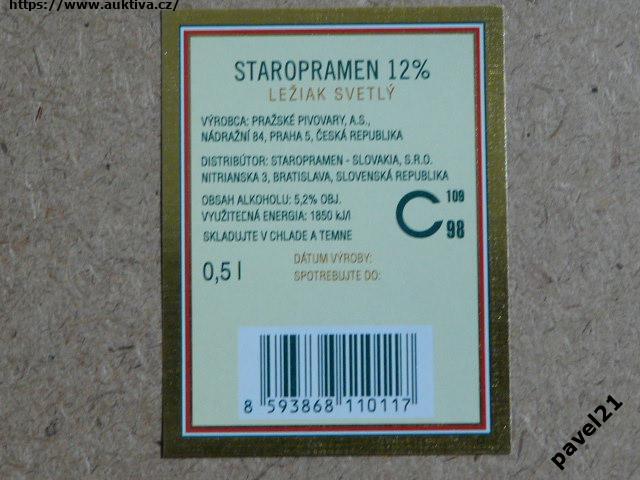 https://www.auktiva.cz/
STAROPRAMEN 12%
LEŽIAK SVETLÝ
VÝROBCA: PRAŽSKÉ PIVOVARY, A.S.,
NÁDRAŽNÍ 84, PRAHA 5, ČESKÁ REPUBLIKA
DISTRIBÚTOR: STAROPRAMEN - SLOVAKIA, S.R.O.
NITRIANSKA 3, BRATISLAVA, SLOVENSKÁ REPUBLIKA
OBSAH ALKOHOLU: 5,2% OBJ.
VYUŽITEĽNÁ ENERGIA: 1850 kJ/l
SKLADUJTE V CHLADE A TEMNE
C 109
98
0,5 l
DÁTUM VÝROBY:
SPOTREBUJTE DO:
8 593868 110117
pavel21